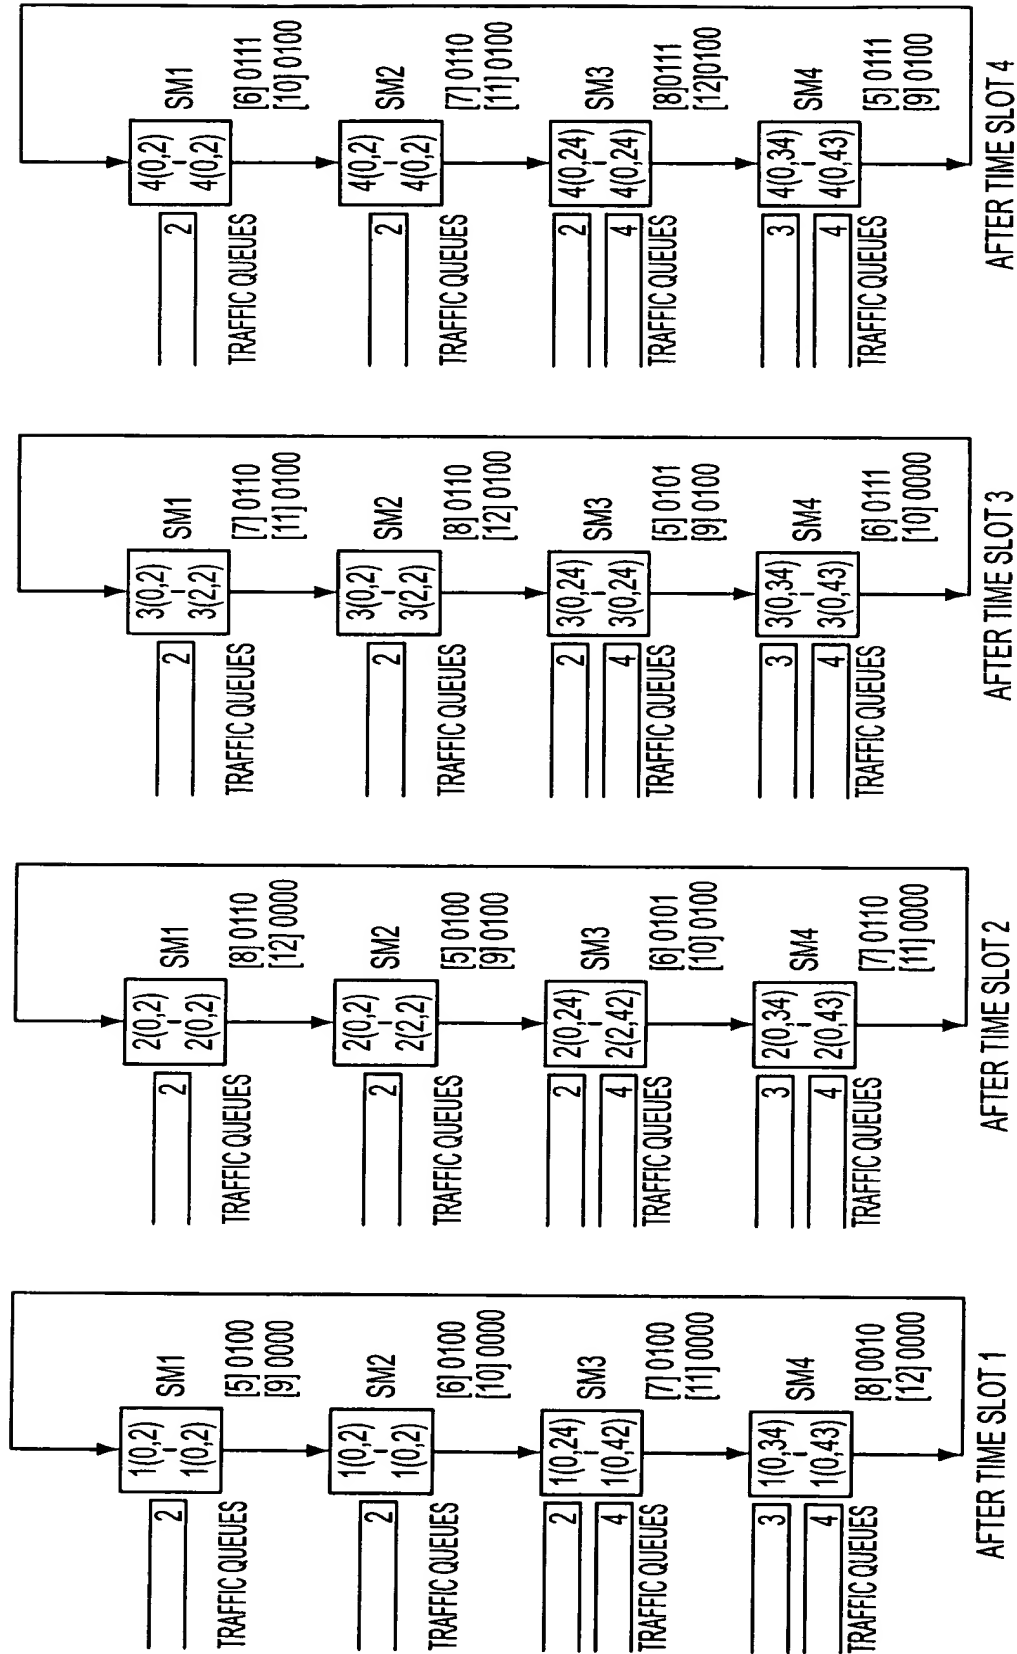 1(0,2)
-
1(0,2)
SM1
[5] 0100
[9] 0000
2
TRAFFIC QUEUES
1(0,2)
-
1(0,2)
SM2
[6] 0100
[10] 0000
2
TRAFFIC QUEUES
1(0,24)
-
1(0,42)
SM3
[7] 0100
[11] 0000
2
4
TRAFFIC QUEUES
1(0,34)
-
1(0,43)
SM4
[8] 0010
[12] 0000
3
4
TRAFFIC QUEUES
AFTER TIME SLOT 1
2(0,2)
-
2(0,2)
SM1
[8] 0110
[12] 0000
2
TRAFFIC QUEUES
2(0,2)
-
2(2,2)
SM2
[5] 0100
[9] 0100
2
TRAFFIC QUEUES
2(0,24)
-
2(2,42)
SM3
[6] 0101
[10] 0100
2
4
TRAFFIC QUEUES
2(0,34)
-
2(0,43)
SM4
[7] 0110
[11] 0000
3
4
TRAFFIC QUEUES
AFTER TIME SLOT 2
3(0,2)
-
3(2,2)
SM1
[7] 0110
[11] 0100
2
TRAFFIC QUEUES
3(0,2)
-
3(2,2)
SM2
[8] 0110
[12] 0100
2
TRAFFIC QUEUES
3(0,24)
-
3(0,24)
SM3
[5] 0101
[9] 0100
2
4
TRAFFIC QUEUES
3(0,34)
-
3(0,43)
SM4
[6] 0111
[10] 0000
3
4
TRAFFIC QUEUES
AFTER TIME SLOT 3
4(0,2)
-
4(0,2)
SM1
[6] 0111
[10] 0100
2
TRAFFIC QUEUES
4(0,2)
-
4(0,2)
SM2
[7] 0110
[11] 0100
2
TRAFFIC QUEUES
4(0,24)
-
4(0,24)
SM3
[8]0111
[12]0100
2
4
TRAFFIC QUEUES
4(0,34)
-
4(0,43)
SM4
[5] 0111
[9] 0100
3
4
TRAFFIC QUEUES
AFTER TIME SLOT 4